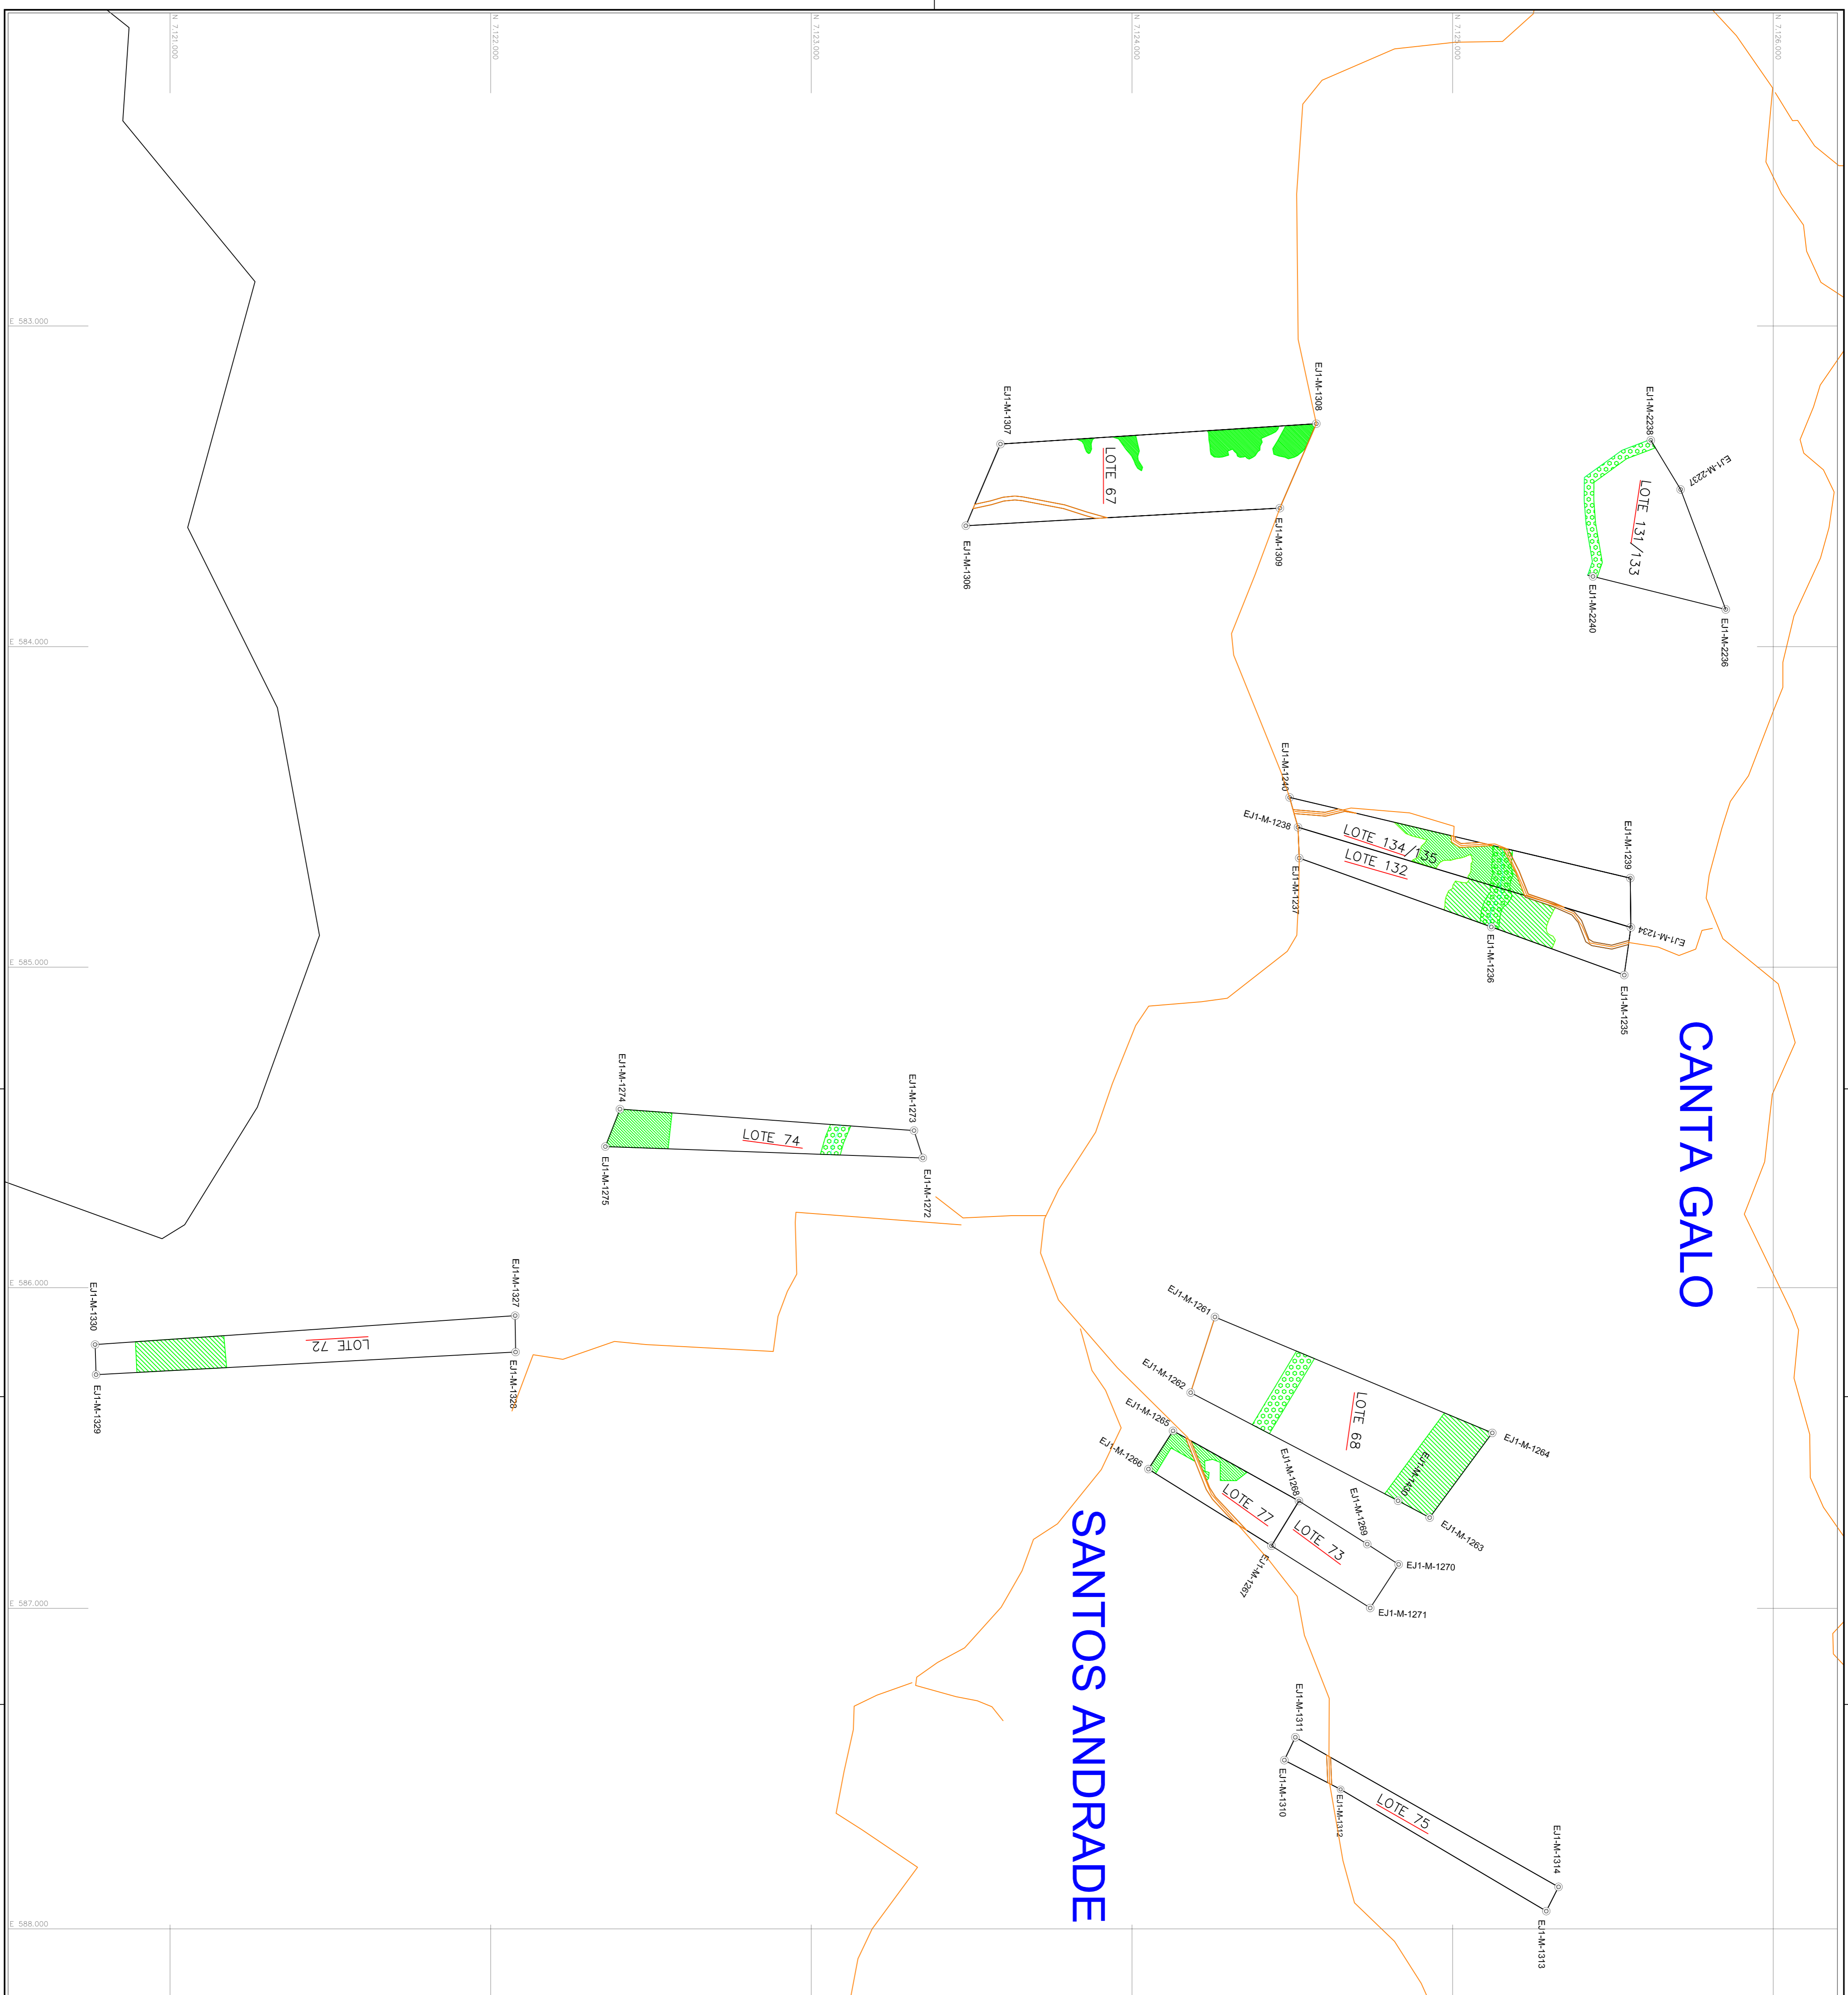 N 7.121.000
N 7.122.000
N 7.123.000
N 7.124.000
N 7.125.000
N 7.126.000
E 583.000
E 584.000
E 585.000
E 586.000
E 587.000
E 588.000
EJ1-M-1308
EJ1-M-1307
LOTE 67
EJ1-M-1309
EJ1-M-1306
EJ1-M-2238
EJ1-M-2237
LOTE 131/133
EJ1-M-2240
EJ1-M-2236
EJ1-M-1240
EJ1-M-1238
LOTE 134/135
LOTE 132
EJ1-M-1237
EJ1-M-1239
EJ1-M-1234
EJ1-M-1236
EJ1-M-1235
CANTA GALO
EJ1-M-1274
EJ1-M-1273
LOTE 74
EJ1-M-1275
EJ1-M-1272
EJ1-M-1327
EJ1-M-1330
LOTE 72
EJ1-M-1328
EJ1-M-1329
EJ1-M-1261
EJ1-M-1262
LOTE 68
EJ1-M-1264
EJ1-M-1430
EJ1-M-1263
EJ1-M-1265
EJ1-M-1266
EJ1-M-1268
LOTE 77
LOTE 73
EJ1-M-1269
EJ1-M-1270
EJ1-M-1267
EJ1-M-1271
SANTOS ANDRADE
EJ1-M-1311
EJ1-M-1310
EJ1-M-1312
LOTE 75
EJ1-M-1314
EJ1-M-1313